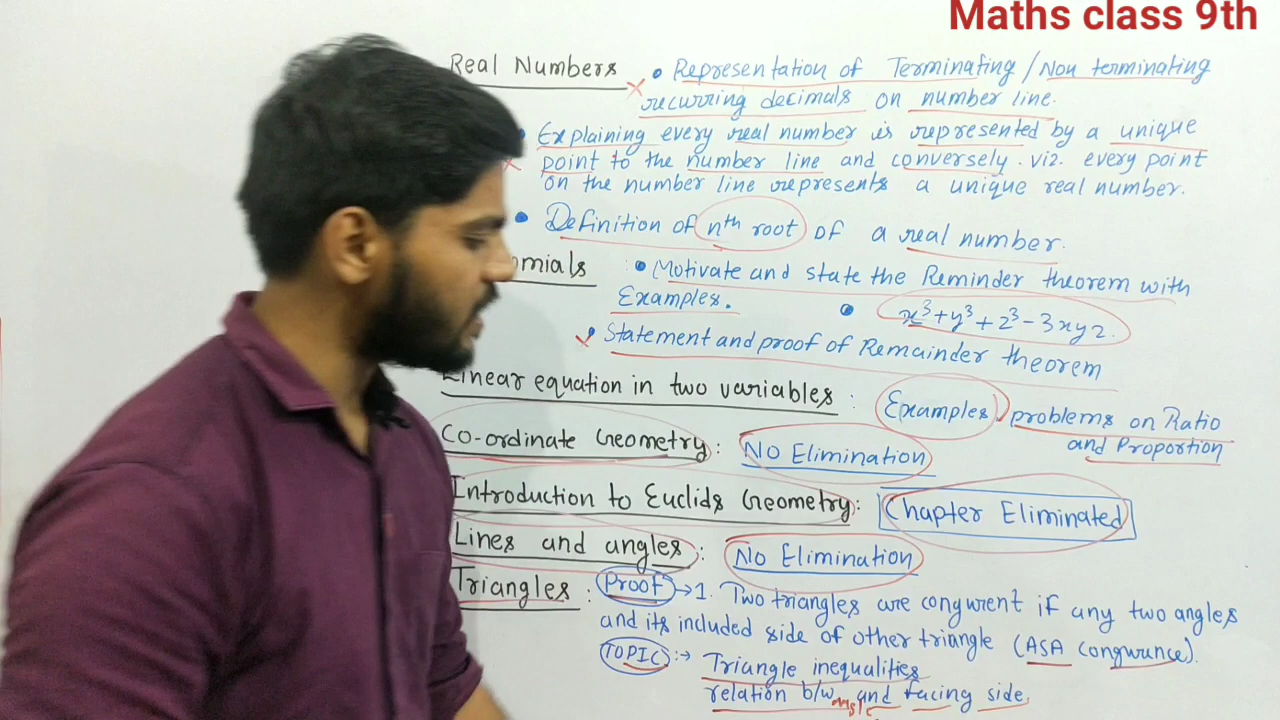 Maths class 9th
Real Numbers • Representation of Terminating / Non terminating
recurring decimals on number line.
Explaining every real number is represented by a unique
point to the number line and conversely. viz. every point
on the number line represents a unique real number.
• Definition of nth root of a real number.
omials : • Motivate and state the Reminder theorem with
Examples. • x³+y³+z³-3xyz.
Statement and proof of Remainder theorem
Linear equation in two variables : Examples, problems on Ratio
and Proportion
Co-ordinate Geometry : No Elimination
Introduction to Euclids Geometry : Chapter Eliminated
Lines and angles : No Elimination
Triangles : Proof → 1. Two triangles are congurent if any two angles
and its included side of other triangle (ASA congurance).
TOPIC :→ Triangle inequalities
relation b/w angle and facing side.